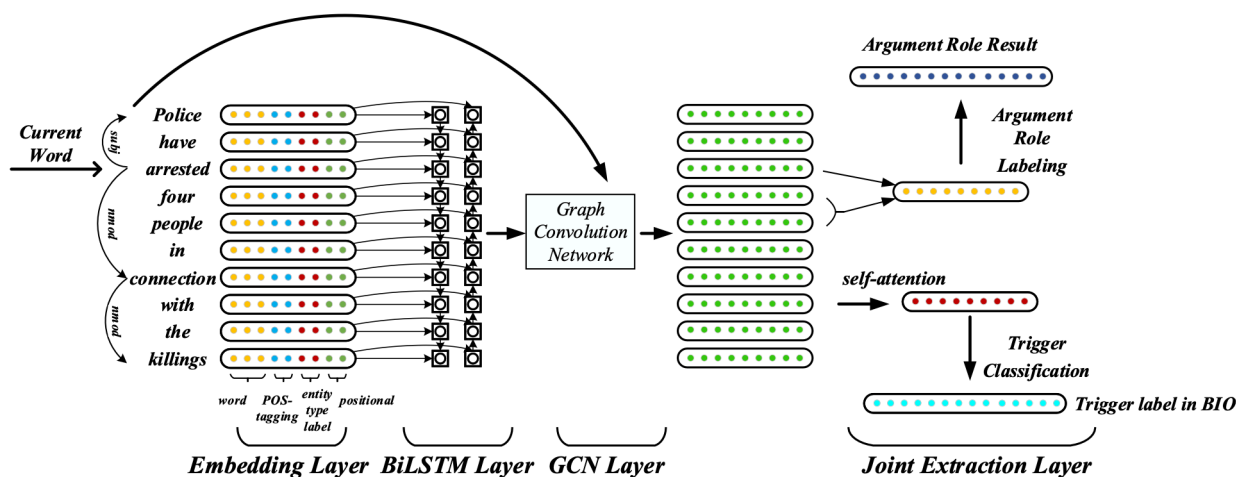 Current
Word
subj
nmod
nmod
Police
have
arrested
four
people
in
connection
with
the
killings
word
POS-
tagging
entity
type
label
positional
Graph
Convolution
Network
Argument Role Result
Argument
Role
Labeling
self-attention
Trigger
Classification
Trigger label in BIO
Embedding Layer
BiLSTM Layer
GCN Layer
Joint Extraction Layer